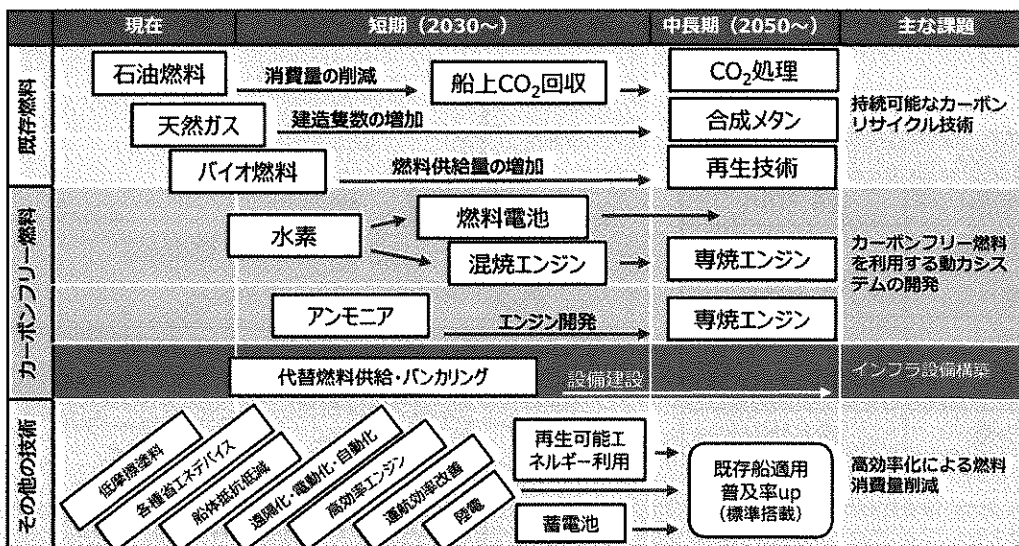 現在
短期（2030～）
中長期（2050～）
主な課題
既存燃料
石油燃料
消費量の削減
船上CO₂回収
CO₂処理
天然ガス
建造隻数の増加
合成メタン
バイオ燃料
燃料供給量の増加
再生技術
持続可能なカーボン
リサイクル技術
カーボンフリー燃料
水素
燃料電池
混焼エンジン
専焼エンジン
カーボンフリー燃料
を利用する動力シス
テムの開発
アンモニア
エンジン開発
専焼エンジン
代替燃料供給・バンカリング
設備建設
インフラ設備構築
その他の技術
低摩擦塗料
各種省エネデバイス
船体抵抗低減
遠隔化・電動化・自動化
高効率エンジン
運航効率改善
陸電
再生可能エ
ネルギー利用
蓄電池
既存船適用
普及率up
（標準搭載）
高効率化による燃料
消費量削減